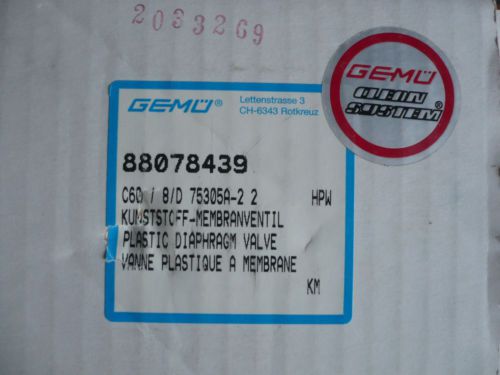 2033269
GEMÜ®
Lettenstrasse 3
CH-6343 Rotkreuz
GEMÜ
CLEAN
SYSTEM®
88078439
C60 / 8/D 75305A-2 2 HPW
KUNSTSTOFF-MEMBRANVENTIL
PLASTIC DIAPHRAGM VALVE
VANNE PLASTIQUE A MEMBRANE
KM